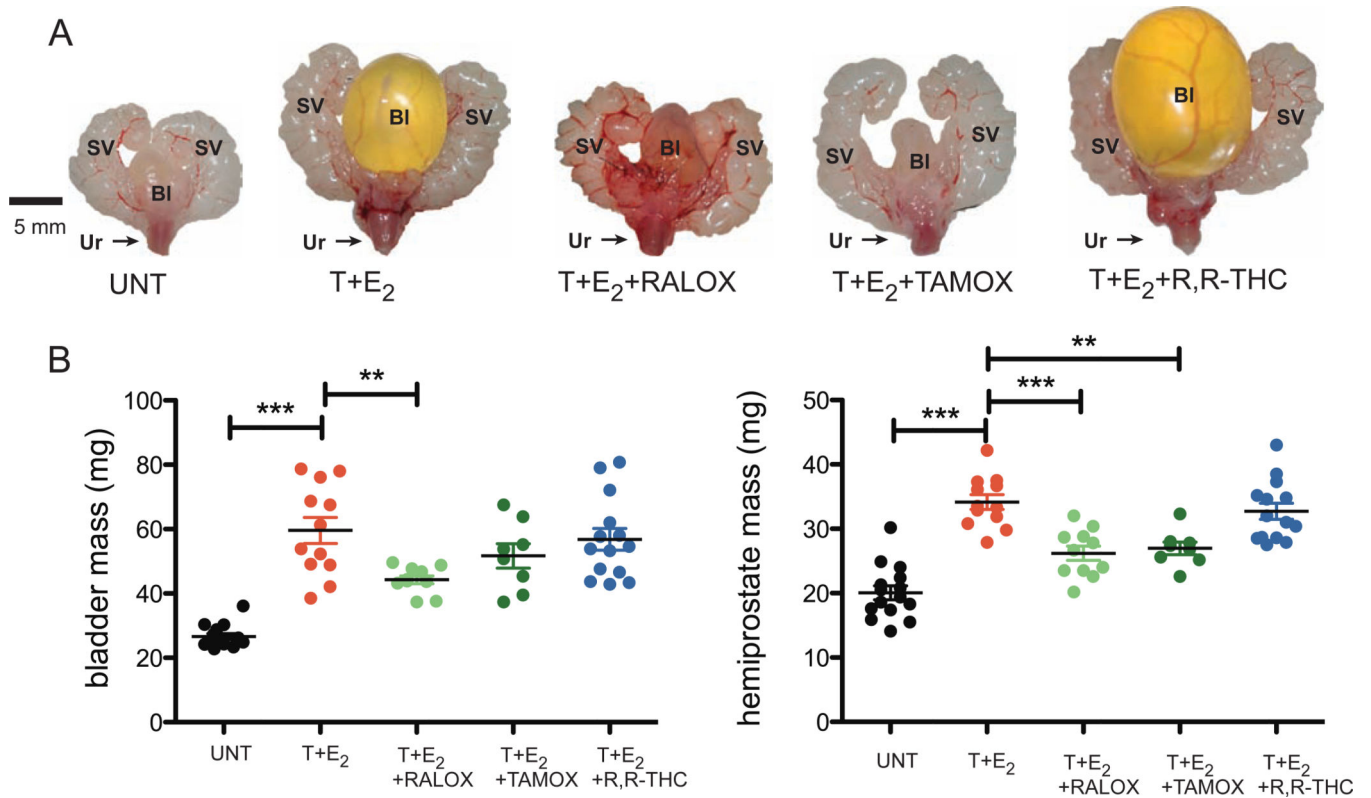 A
SV
SV
Bl
Ur →
UNT
SV
Bl
SV
Ur →
T+E₂
SV
Bl
SV
Ur →
T+E₂+RALOX
SV
Bl
SV
Ur →
T+E₂+TAMOX
SV
Bl
SV
Ur →
T+E₂+R,R-THC
5 mm
B
bladder mass (mg)
100
80
60
40
20
0
***
**
UNT
T+E₂
T+E₂
+RALOX
T+E₂
+TAMOX
T+E₂
+R,R-THC
hemiprostate mass (mg)
50
40
30
20
10
0
***
***
**
UNT
T+E₂
T+E₂
+RALOX
T+E₂
+TAMOX
T+E₂
+R,R-THC